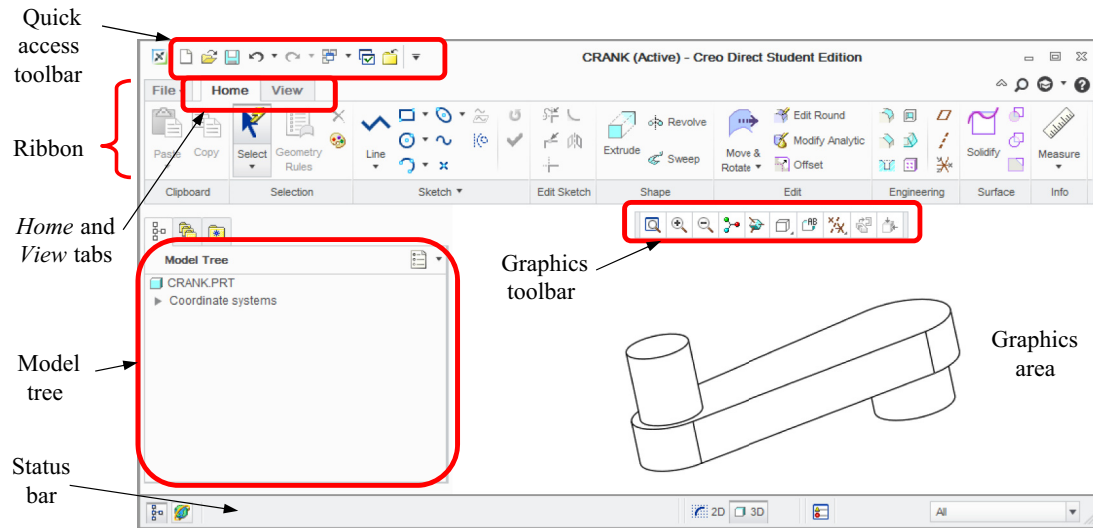 Quick
access
toolbar
CRANK (Active) - Creo Direct Student Edition
File
Home
View
Ribbon
Paste
Copy
Select
Geometry
Rules
Line
Extrude
Revolve
Sweep
Move &
Rotate
Edit Round
Modify Analytic
Offset
Solidify
Measure
Clipboard
Selection
Sketch
Edit Sketch
Shape
Edit
Engineering
Surface
Info
Home and
View tabs
Graphics
toolbar
Model Tree
CRANK.PRT
Coordinate systems
Model
tree
Graphics
area
Status
bar
2D
3D
All